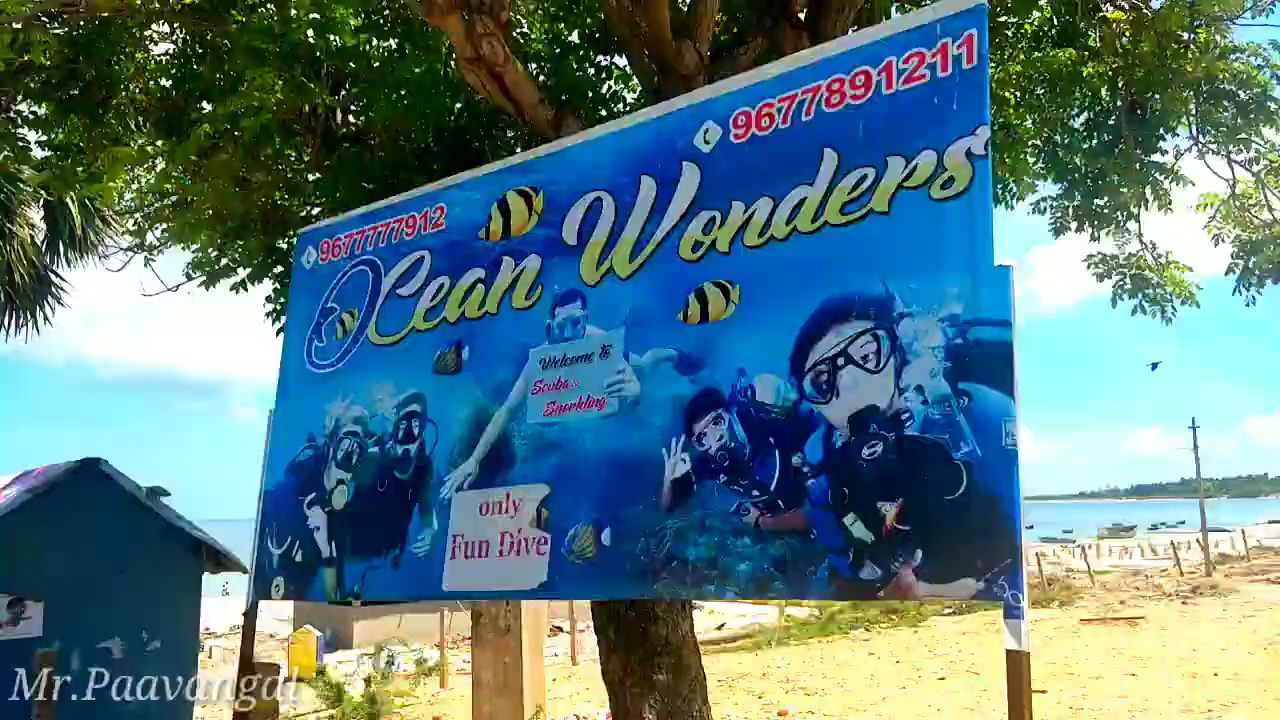 9677891211
9677777912
Ocean Wonders
Welcome to
Scuba &
Snorkling
only
Fun Dive
Mr.Paavangal